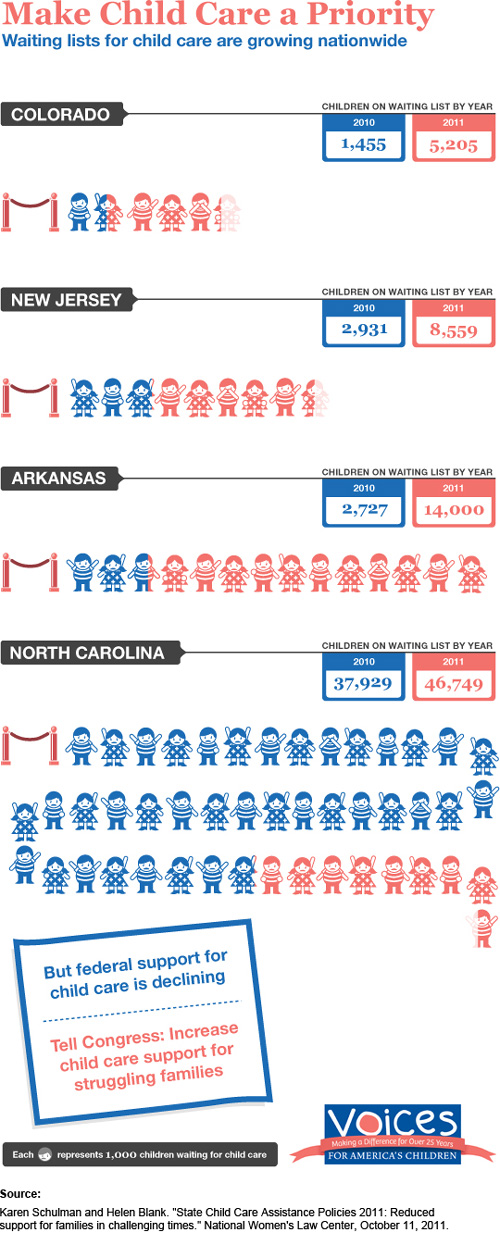 Make Child Care a Priority
Waiting lists for child care are growing nationwide
COLORADO
CHILDREN ON WAITING LIST BY YEAR
2010 2011
1,455 5,205
NEW JERSEY
CHILDREN ON WAITING LIST BY YEAR
2010 2011
2,931 8,559
ARKANSAS
CHILDREN ON WAITING LIST BY YEAR
2010 2011
2,727 14,000
NORTH CAROLINA
CHILDREN ON WAITING LIST BY YEAR
2010 2011
37,929 46,749
But federal support for
child care is declining
Tell Congress: Increase
child care support for
struggling families
Each represents 1,000 children waiting for child care
VOiCES
Making a Difference for Over 25 Years
FOR AMERICA'S CHILDREN
Source:
Karen Schulman and Helen Blank. "State Child Care Assistance Policies 2011: Reduced
support for families in challenging times." National Women's Law Center, October 11, 2011.